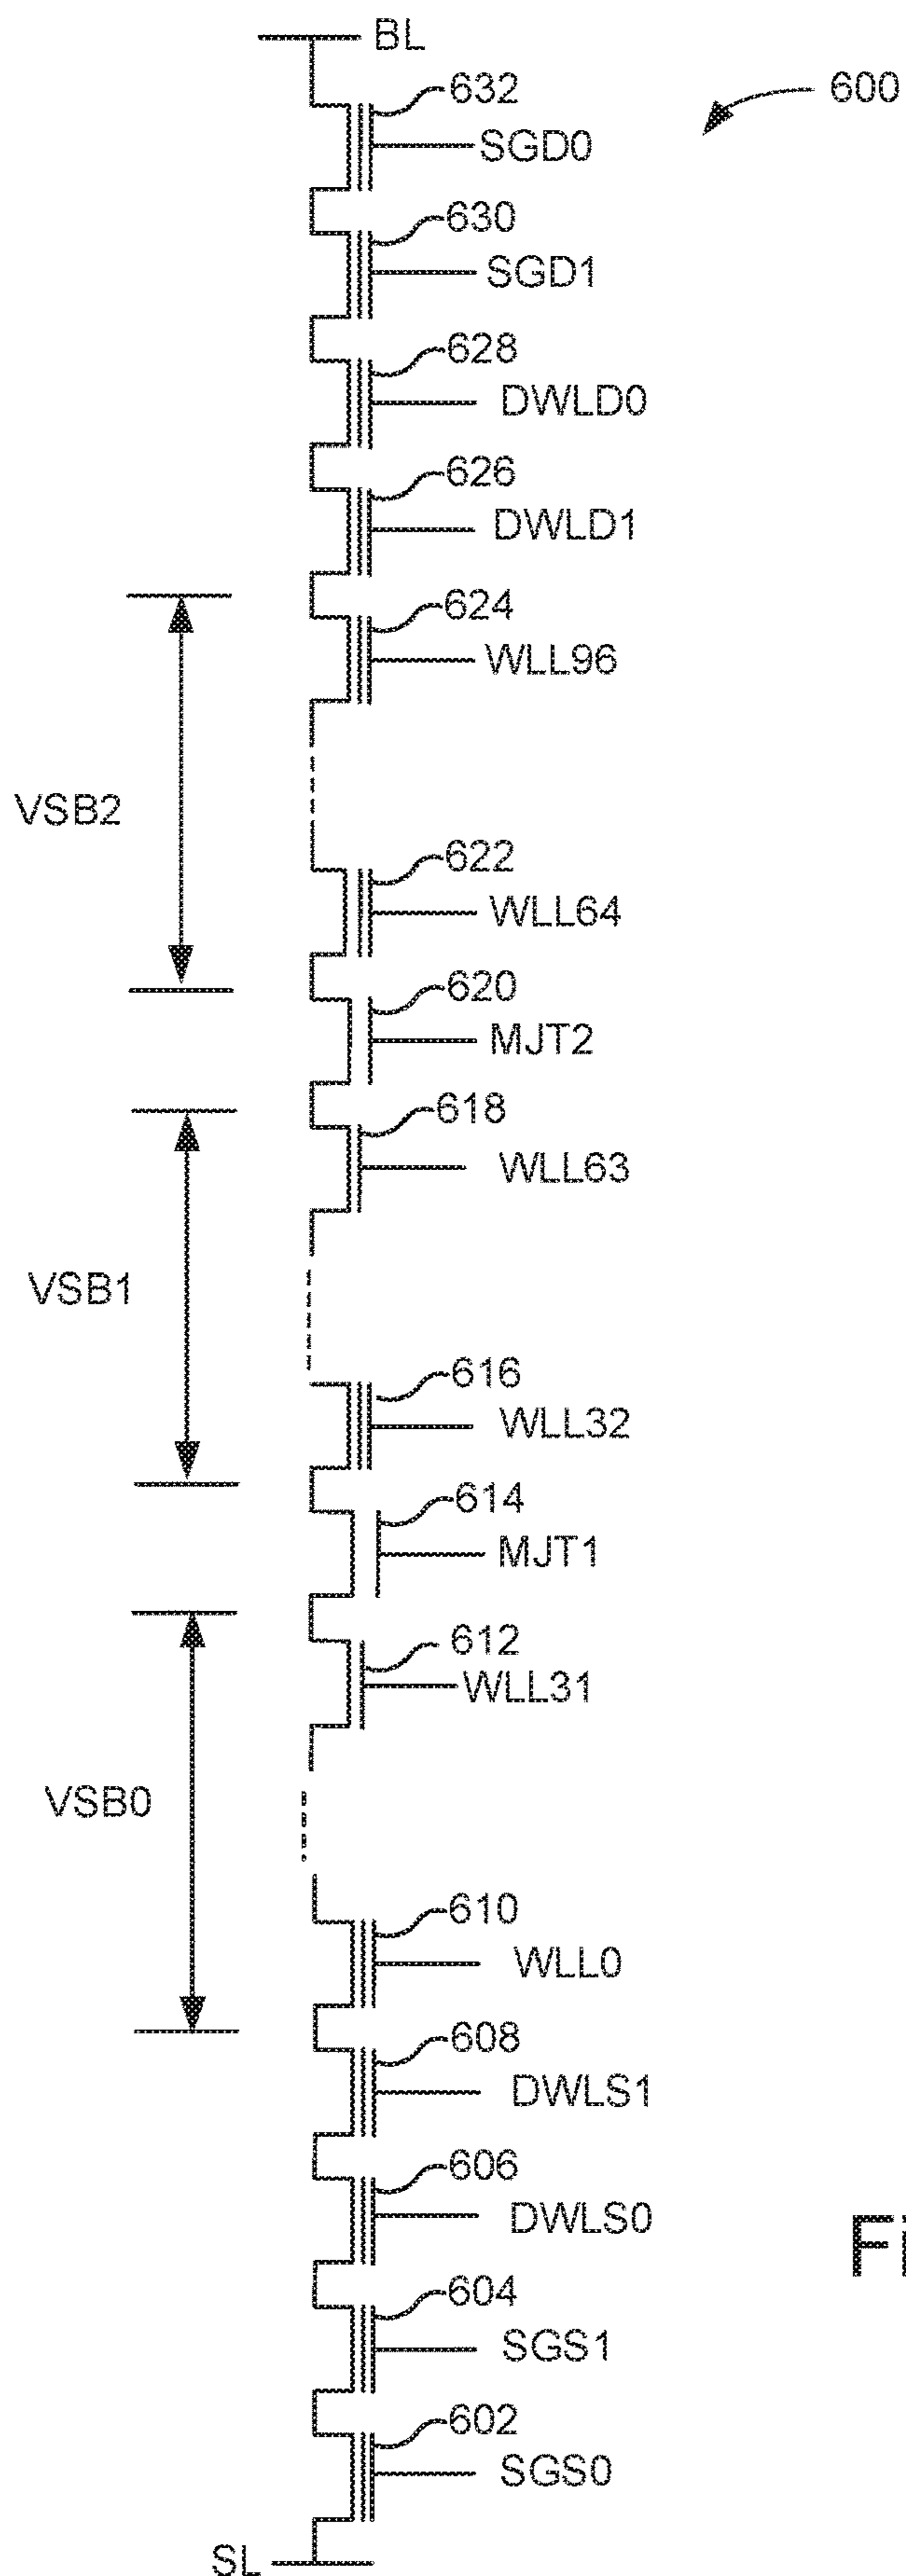 BL
632
600
SGD0
630
SGD1
628
DWLD0
626
DWLD1
624
WLL96
VSB2
622
WLL64
620
MJT2
618
WLL63
VSB1
616
WLL32
614
MJT1
612
WLL31
VSB0
610
WLL0
608
DWLS1
606
DWLS0
604
SGS1
602
SGS0
SL